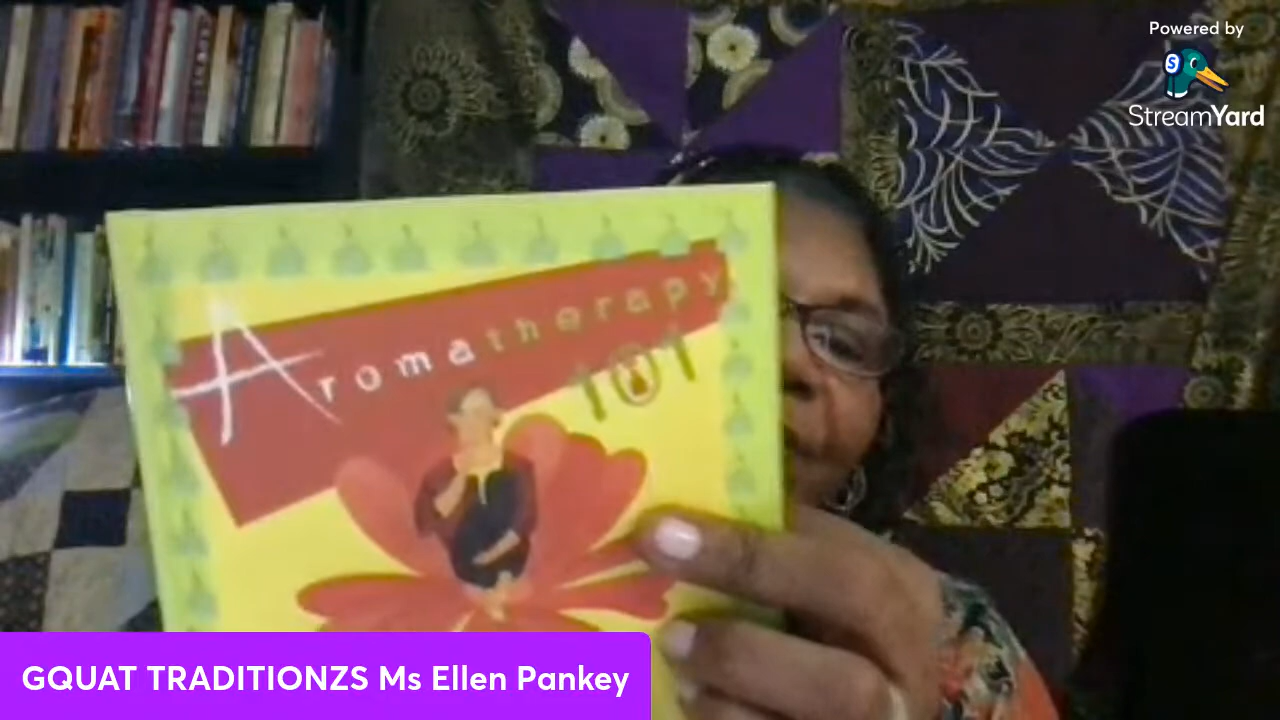 Powered by
StreamYard
Aromatherapy
101
GQUAT TRADITIONZS Ms Ellen Pankey